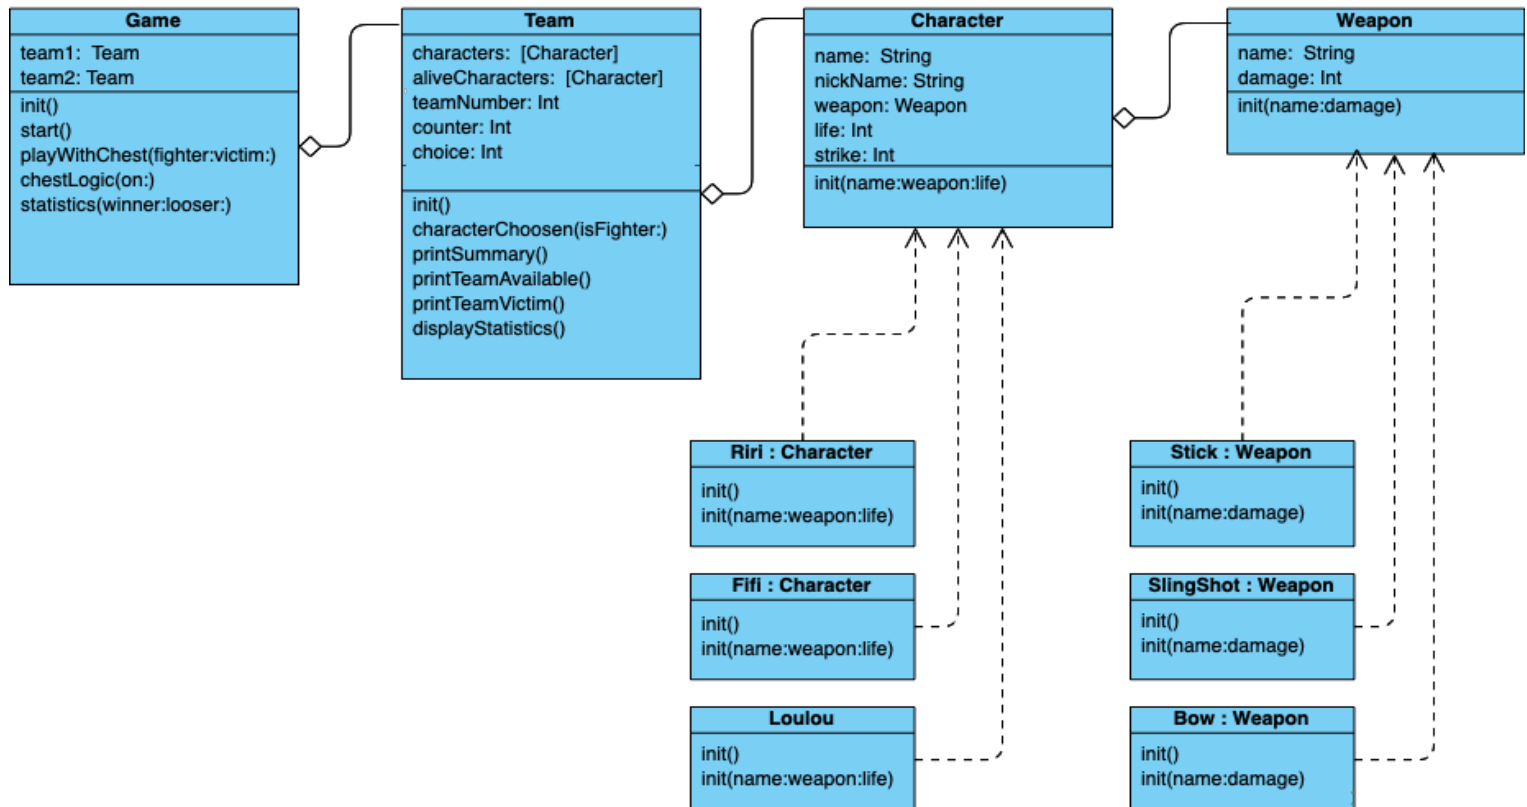 Game
team1: Team
team2: Team
init()
start()
playWithChest(fighter:victim:)
chestLogic(on:)
statistics(winner:looser:)
Team
characters: [Character]
aliveCharacters: [Character]
teamNumber: Int
counter: Int
choice: Int
init()
characterChoosen(isFighter:)
printSummary()
printTeamAvailable()
printTeamVictim()
displayStatistics()
Character
name: String
nickName: String
weapon: Weapon
life: Int
strike: Int
init(name:weapon:life)
Weapon
name: String
damage: Int
init(name:damage)
Riri : Character
init()
init(name:weapon:life)
Fifi : Character
init()
init(name:weapon:life)
Loulou
init()
init(name:weapon:life)
Stick : Weapon
init()
init(name:damage)
SlingShot : Weapon
init()
init(name:damage)
Bow : Weapon
init()
init(name:damage)